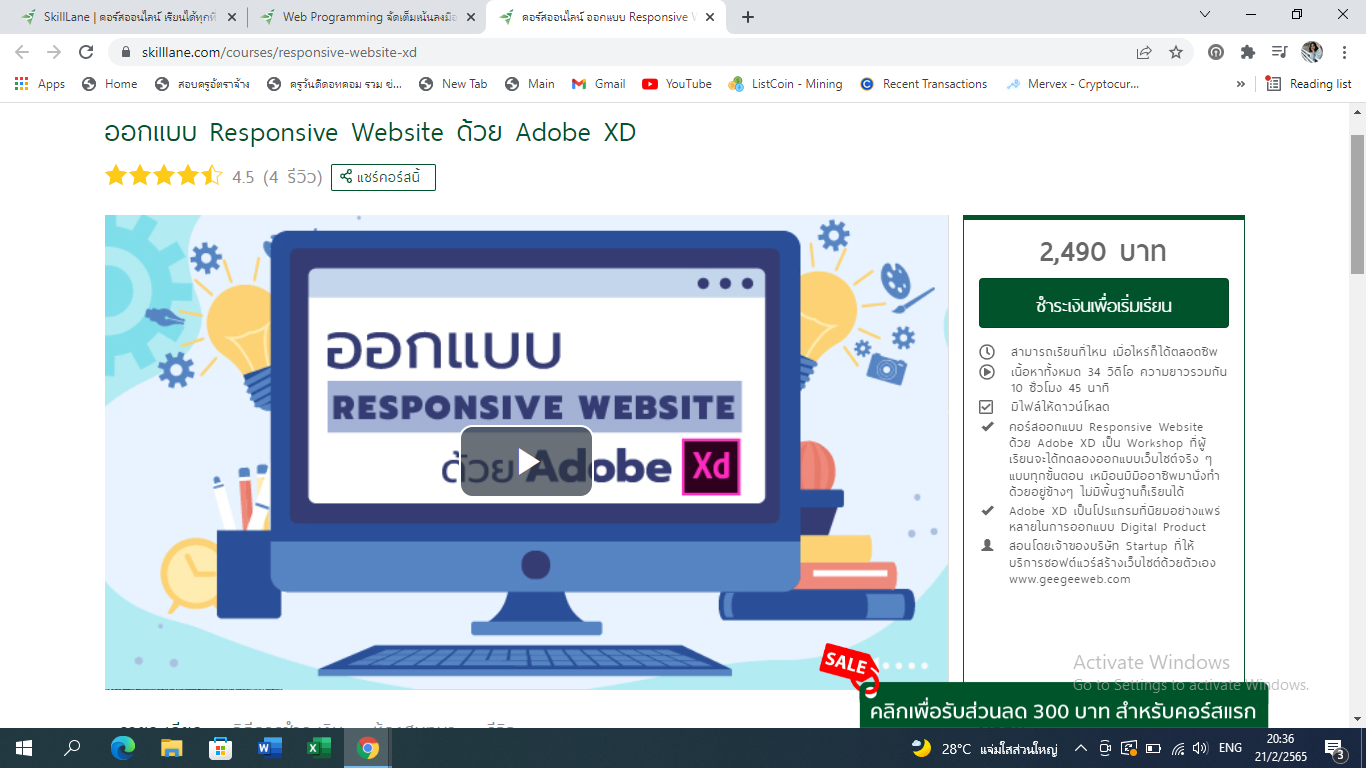 SkillLane | คอร์สออนไลน์ เรียนได้ทุกที่
Web Programming จัดเต็มเน้นลงมือ
คอร์สออนไลน์ ออกแบบ Responsive W
skilllane.com/courses/responsive-website-xd
Apps
Home
สอบครูอัตราจ้าง
ครูวันดีดอทคอม รวม ข่...
New Tab
Main
Gmail
YouTube
ListCoin - Mining
Recent Transactions
Mervex - Cryptocur...
»
Reading list
ออกแบบ Responsive Website ด้วย Adobe XD
4.5 (4 รีวิว)
แชร์คอร์สนี้
ออกแบบ
RESPONSIVE WEBSITE
ด้วย Adobe Xd
2,490 บาท
ชำระเงินเพื่อเริ่มเรียน
สามารถเรียนที่ไหน เมื่อไหร่ก็ได้ตลอดชีพ
เนื้อหาทั้งหมด 34 วิดีโอ ความยาวรวมกัน
10 ชั่วโมง 45 นาที
มีไฟล์ให้ดาวน์โหลด
คอร์สออกแบบ Responsive Website
ด้วย Adobe XD เป็น Workshop ที่ผู้
เรียนจะได้ทดลองออกแบบเว็บไซต์จริง ๆ
แบบทุกขั้นตอน เหมือนมีมืออาชีพมานั่งทำ
ด้วยอยู่ข้างๆ ไม่มีพื้นฐานก็เรียนได้
Adobe XD เป็นโปรแกรมที่นิยมอย่างแพร่
หลายในการออกแบบ Digital Product
สอนโดยเจ้าของบริษัท Startup ที่ให้
บริการซอฟต์แวร์สร้างเว็บไซต์ด้วยตัวเอง
www.geegeeweb.com
Activate Windows
Go to Settings to activate Windows.
SALE
คลิกเพื่อรับส่วนลด 300 บาท สำหรับคอร์สแรก
28°C แจ่มใสส่วนใหญ่
ENG
20:36
21/2/2565
3